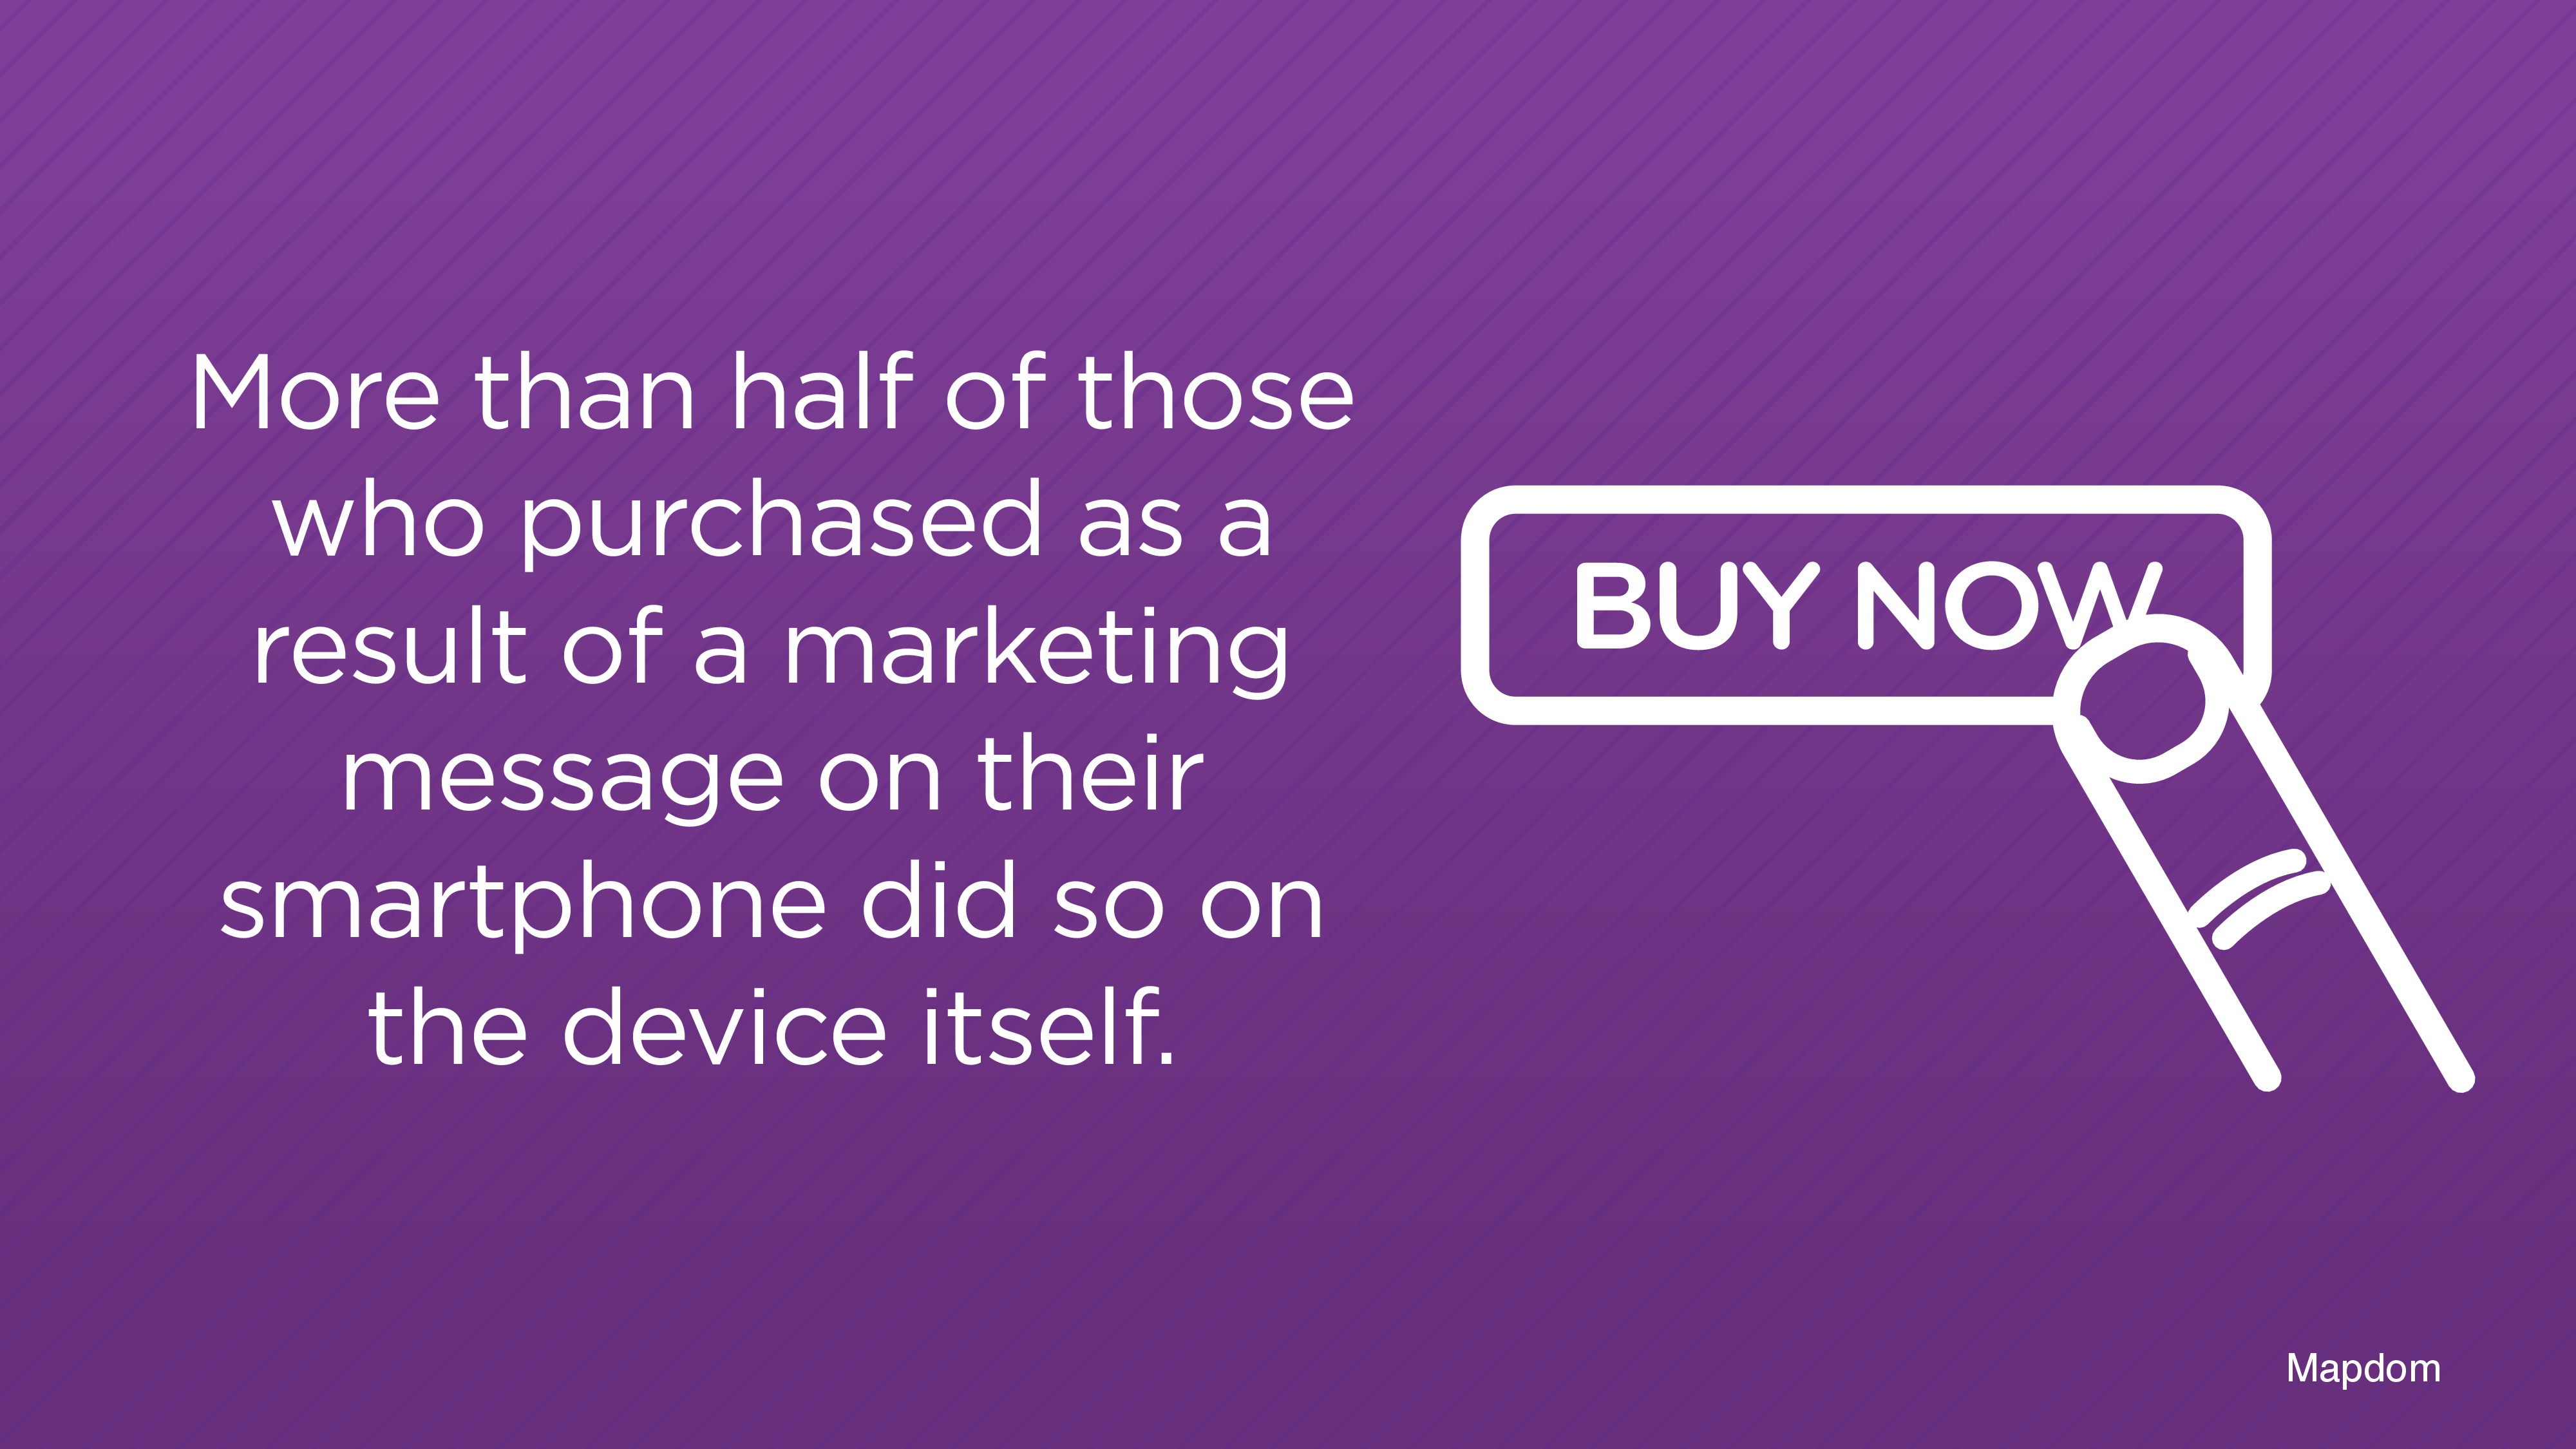 More than half of those
who purchased as a
result of a marketing
message on their
smartphone did so on
the device itself.
BUY NOW
Mapdom